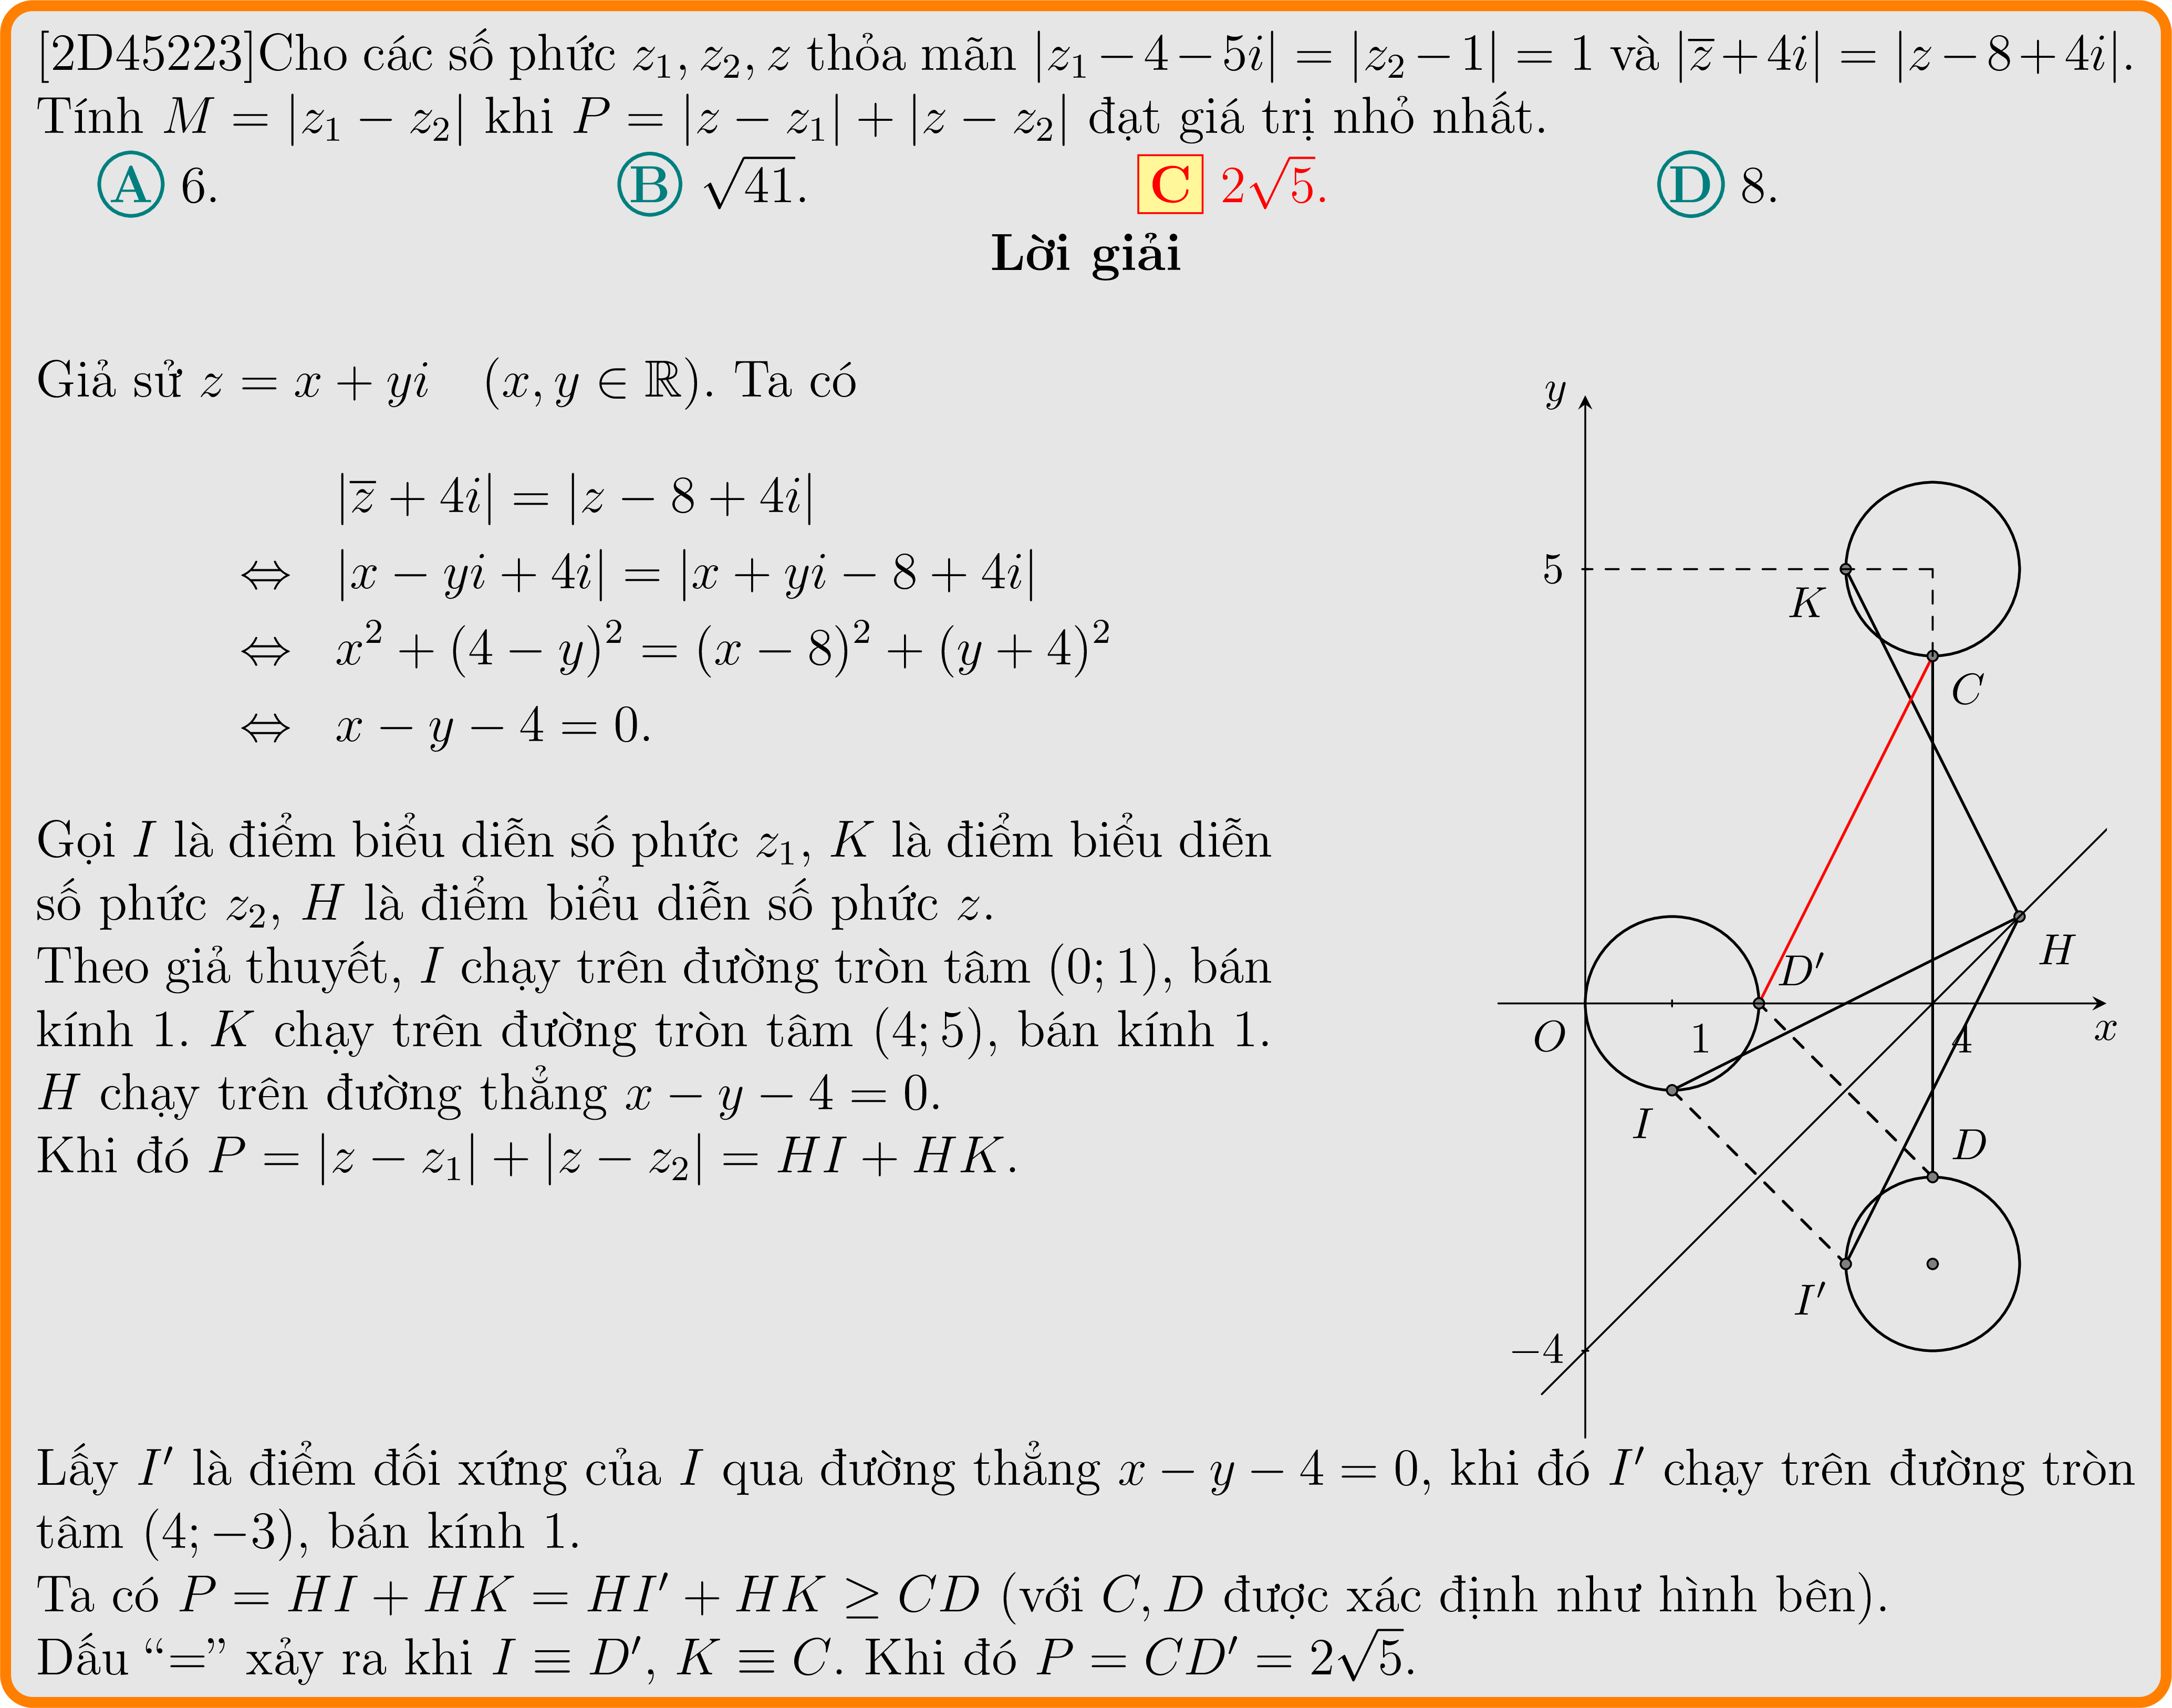 [2D45223]Cho các số phức $z_1, z_2, z$ thỏa mãn $|z_1 - 4 - 5i| = |z_2 - 1| = 1$ và $|\overline{z} + 4i| = |z - 8 + 4i|$.
Tính $M = |z_1 - z_2|$ khi $P = |z - z_1| + |z - z_2|$ đạt giá trị nhỏ nhất.
A 6. B $\sqrt{41}$. C $2\sqrt{5}$. D 8.
Lời giải
Giả sử $z = x + yi \quad (x, y \in \mathbb{R})$. Ta có
$|\overline{z} + 4i| = |z - 8 + 4i|$
$\Leftrightarrow |x - yi + 4i| = |x + yi - 8 + 4i|$
$\Leftrightarrow x^2 + (4 - y)^2 = (x - 8)^2 + (y + 4)^2$
$\Leftrightarrow x - y - 4 = 0.$
Gọi $I$ là điểm biểu diễn số phức $z_1$, $K$ là điểm biểu diễn
số phức $z_2$, $H$ là điểm biểu diễn số phức $z$.
Theo giả thuyết, $I$ chạy trên đường tròn tâm $(0; 1)$, bán
kính 1. $K$ chạy trên đường tròn tâm $(4; 5)$, bán kính 1.
$H$ chạy trên đường thẳng $x - y - 4 = 0$.
Khi đó $P = |z - z_1| + |z - z_2| = HI + HK$.
y
5
K
C
H
D′
O
1
4
x
I
D
I′
−4
Lấy $I'$ là điểm đối xứng của $I$ qua đường thẳng $x - y - 4 = 0$, khi đó $I'$ chạy trên đường tròn
tâm $(4; -3)$, bán kính 1.
Ta có $P = HI + HK = HI' + HK \geq CD$ (với $C, D$ được xác định như hình bên).
Dấu “=” xảy ra khi $I \equiv D'$, $K \equiv C$. Khi đó $P = CD' = 2\sqrt{5}$.